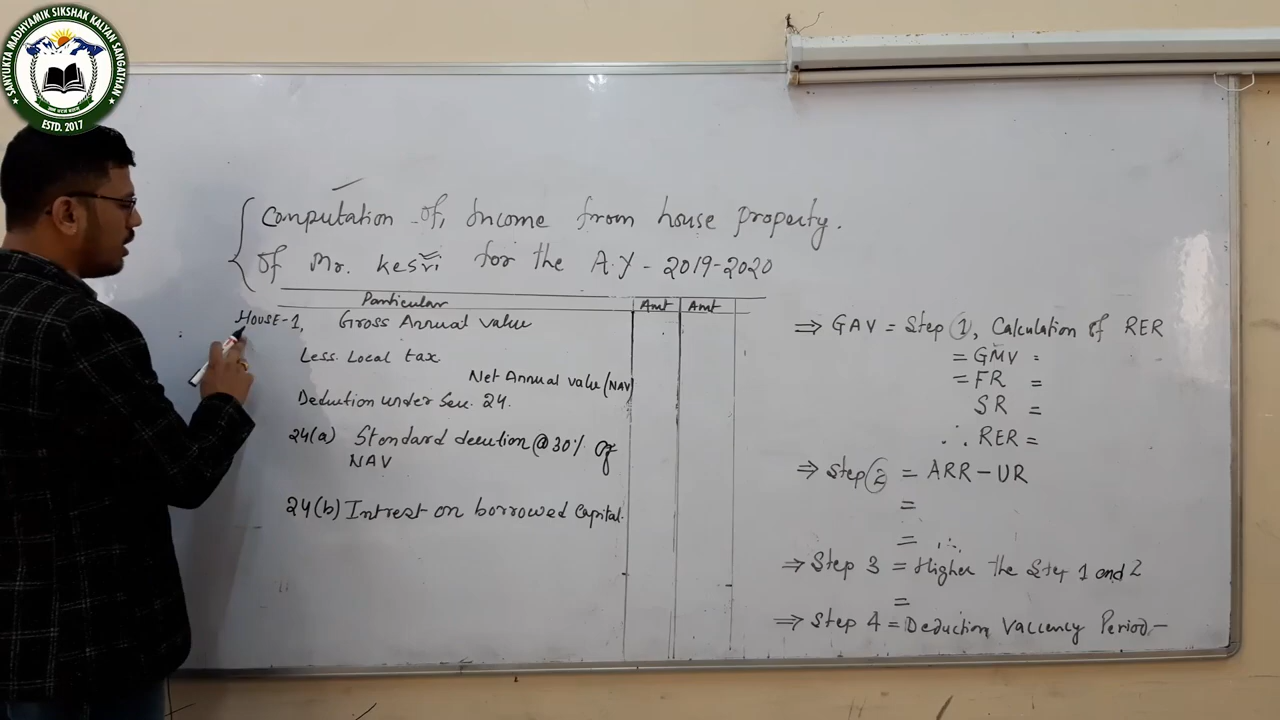 SANYUKTA MADHYAMIK SIKSHAK KALYAN SANGATHAN
ESTD. 2017
Computation of Income from house property.
of Mr. Kesri for the A.Y - 2019-2020
Particular Amt Amt
HOUSE-1, Gross Annual value
Less. Local tax
Net Annual value (NAV)
Deduction under Sec. 24.
24(a) Standard decution @ 30% of
NAV
24(b) Intrest on borrowed Capital.
⇒ GAV = Step 1, Calculation of RER
= GMV =
= FR =
SR =
∴ RER =
⇒ Step 2 = ARR - UR
=
= ∴
⇒ Step 3 = Higher the Step 1 and 2
=
⇒ Step 4 = Deduction Vaccency Period -